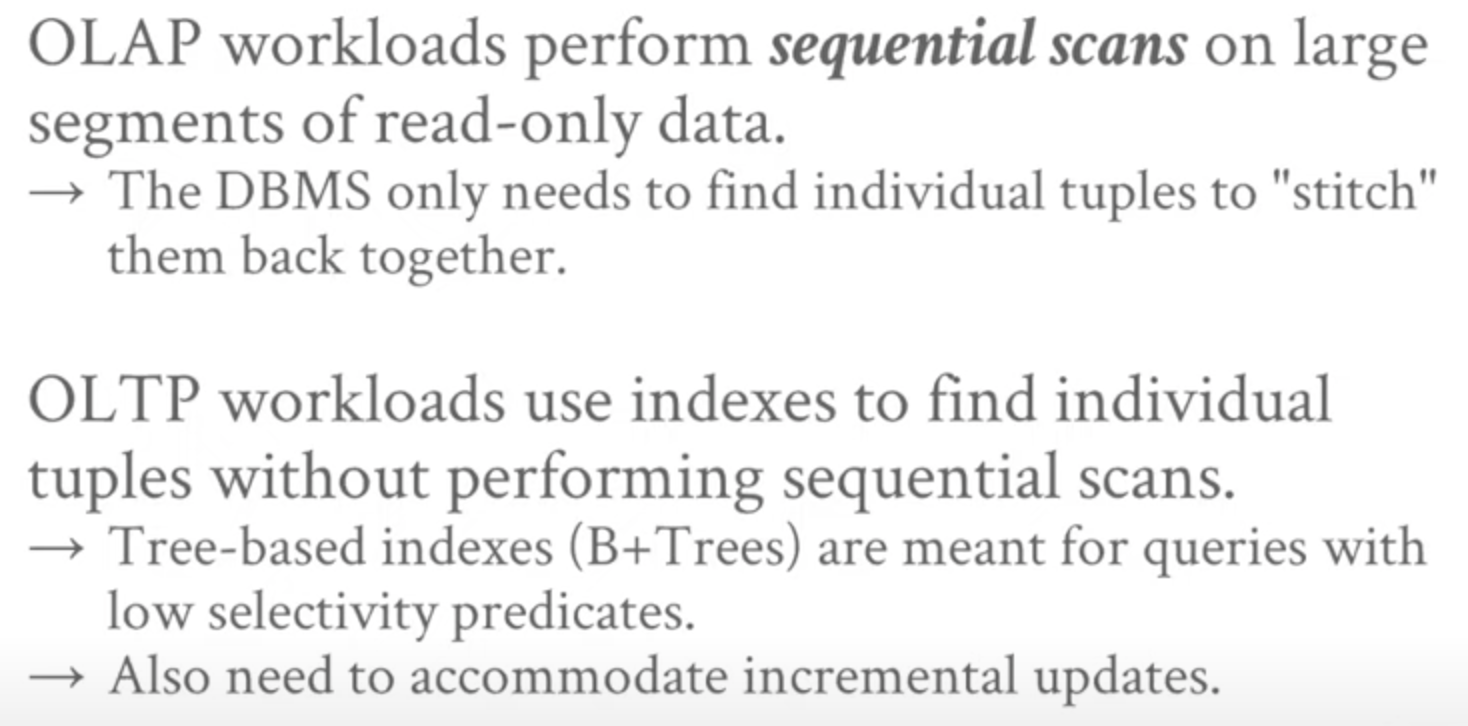 OLAP workloads perform sequential scans on large
segments of read-only data.
→ The DBMS only needs to find individual tuples to "stitch"
them back together.
OLTP workloads use indexes to find individual
tuples without performing sequential scans.
→ Tree-based indexes (B+Trees) are meant for queries with
low selectivity predicates.
→ Also need to accommodate incremental updates.